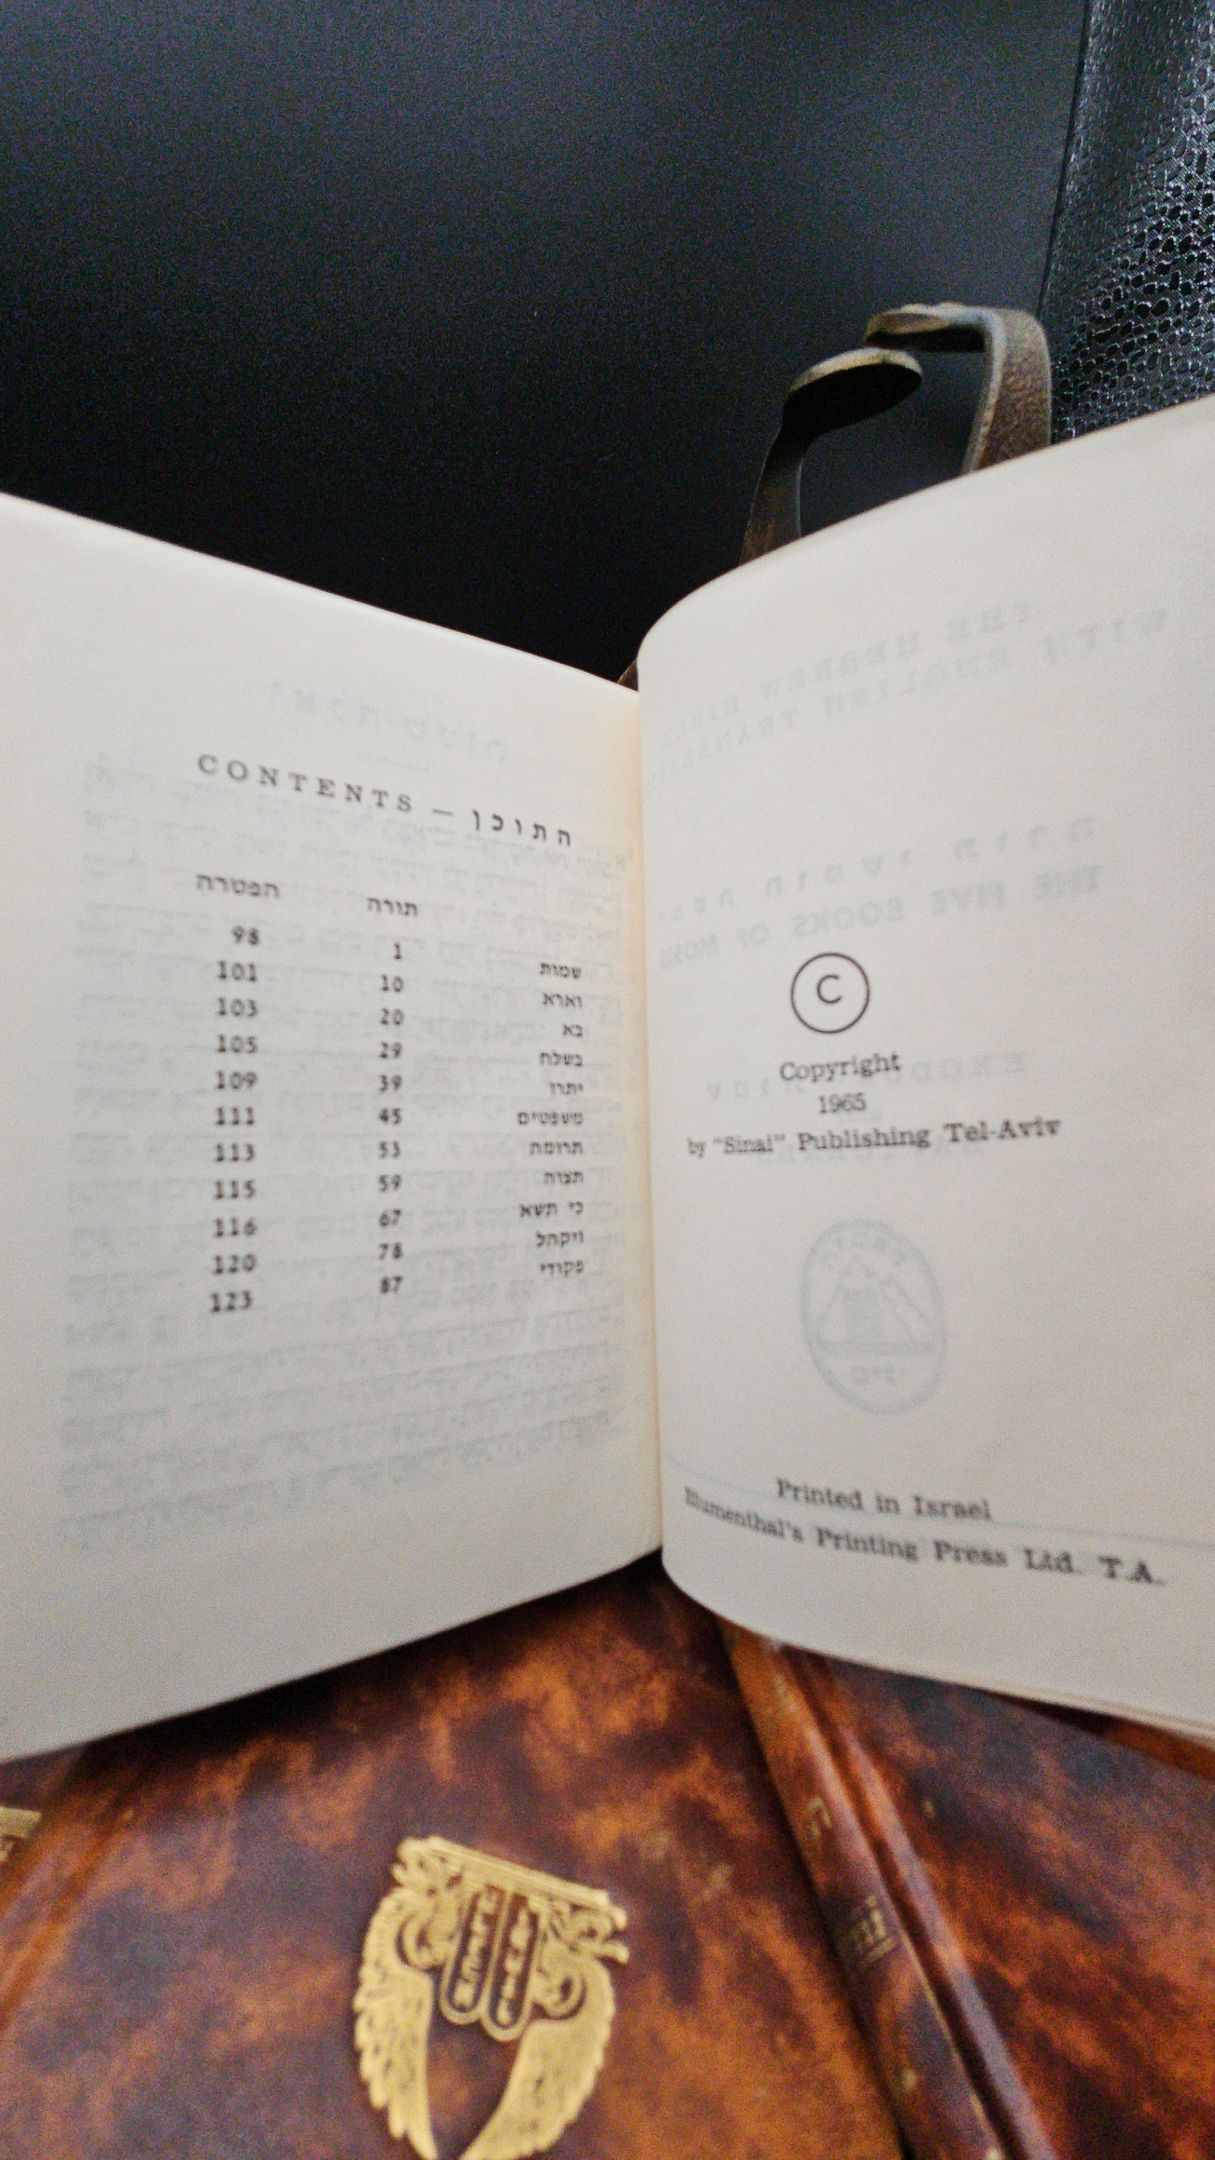 ©
Copyright
1965
by "Sinai" Publishing Tel-Aviv
Printed in Israel
Blumenthal's Printing Press Ltd. T.A.
CONTENTS — התוכן
תורה הפטרה
שמות 1 98
וארא 10 101
בא 20 103
בשלח 29 105
יתרו 39 109
משפטים 45 111
תרומה 53 113
תצוה 59 115
כי תשא 67 116
ויקהל 78 120
פקודי 87 123